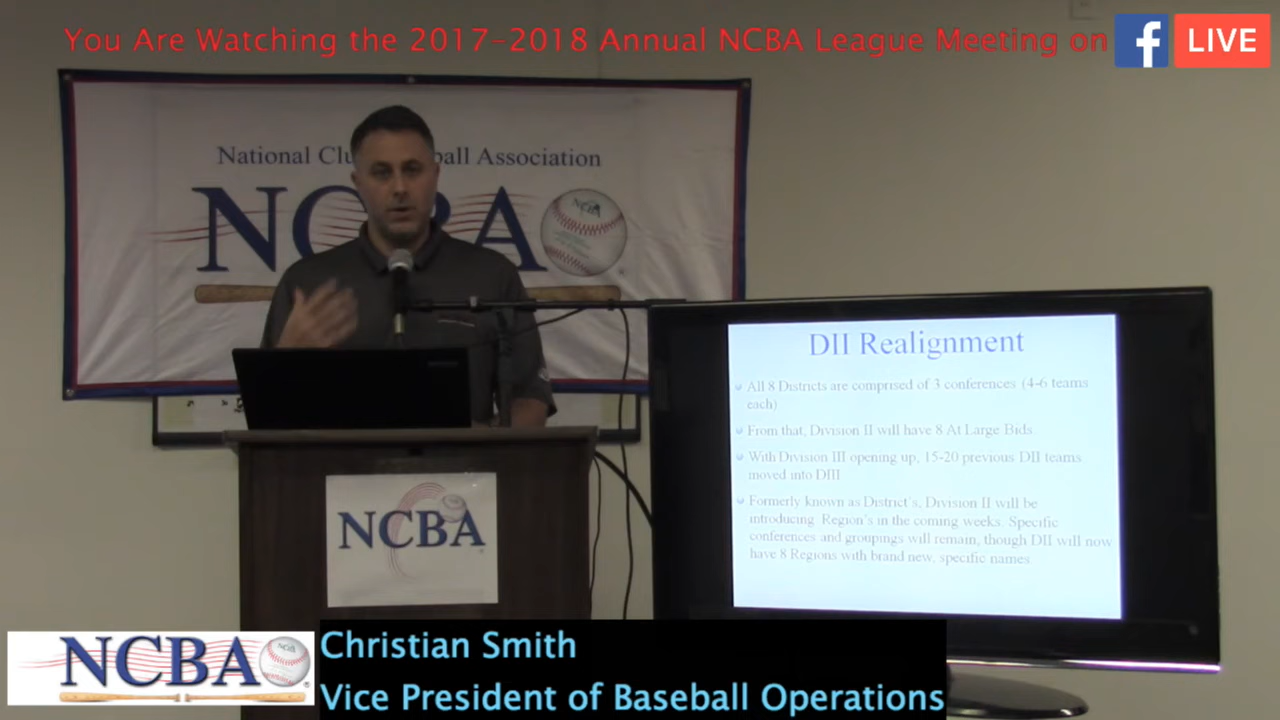 You Are Watching the 2017-2018 Annual NCBA League Meeting on f LIVE
National Clu ball Association
NCBA
NCBA
DII Realignment
All 8 Districts are comprised of 3 conferences (4-6 teams
each)
From that, Division II will have 8 At Large Bids.
With Division III opening up, 15-20 previous DII teams
moved into DIII
Formerly known as District's, Division II will be
introducing Region's in the coming weeks. Specific
conferences and groupings will remain, though DII will now
have 8 Regions with brand new, specific names.
NCBA
NCBA
Christian Smith
Vice President of Baseball Operations